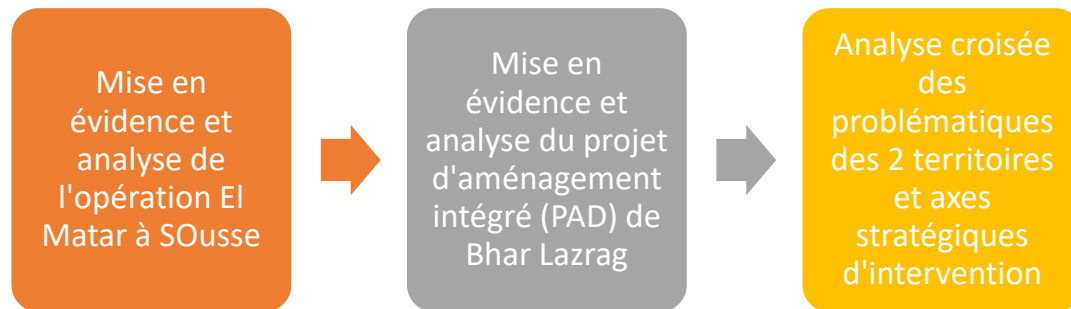 Mise en
évidence et
analyse de
l'opération El
Matar à SOusse
Mise en
évidence et
analyse du projet
d'aménagement
intégré (PAD) de
Bhar Lazrag
Analyse croisée
des
problématiques
des 2 territoires
et axes
stratégiques
d'intervention